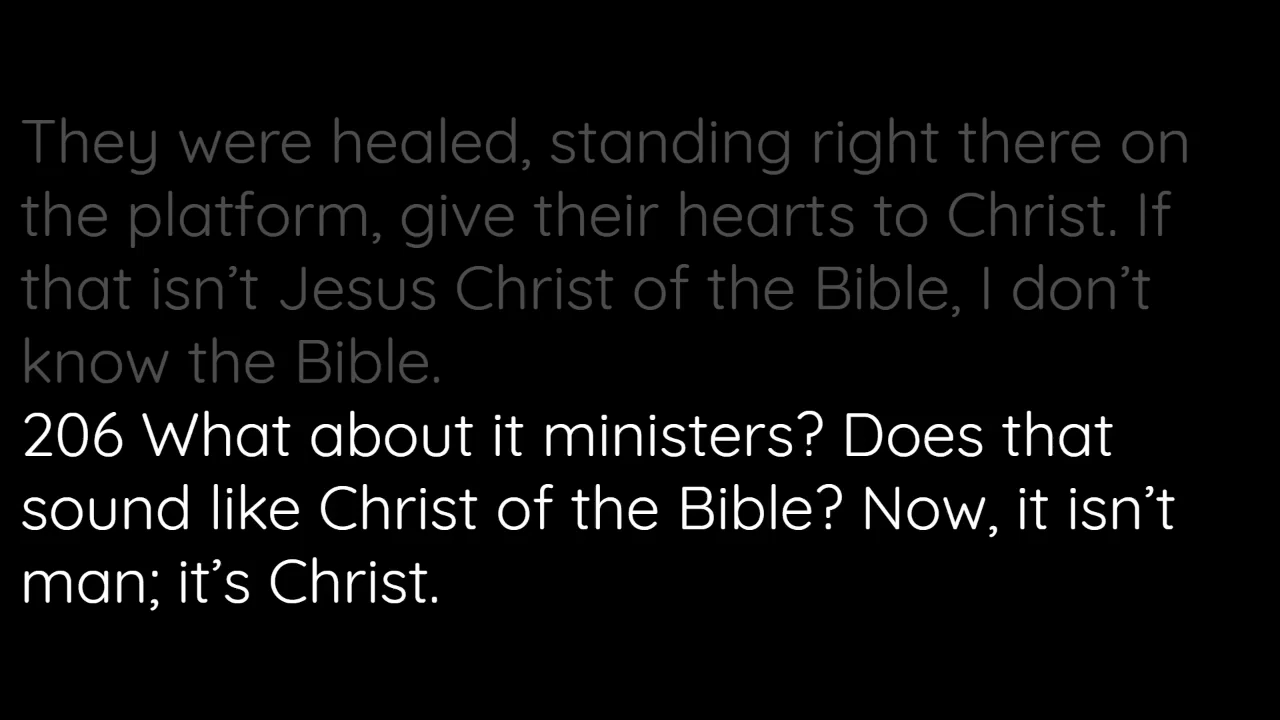 They were healed, standing right there on
the platform, give their hearts to Christ. If
that isn’t Jesus Christ of the Bible, I don’t
know the Bible.
206 What about it ministers? Does that
sound like Christ of the Bible? Now, it isn’t
man; it’s Christ.